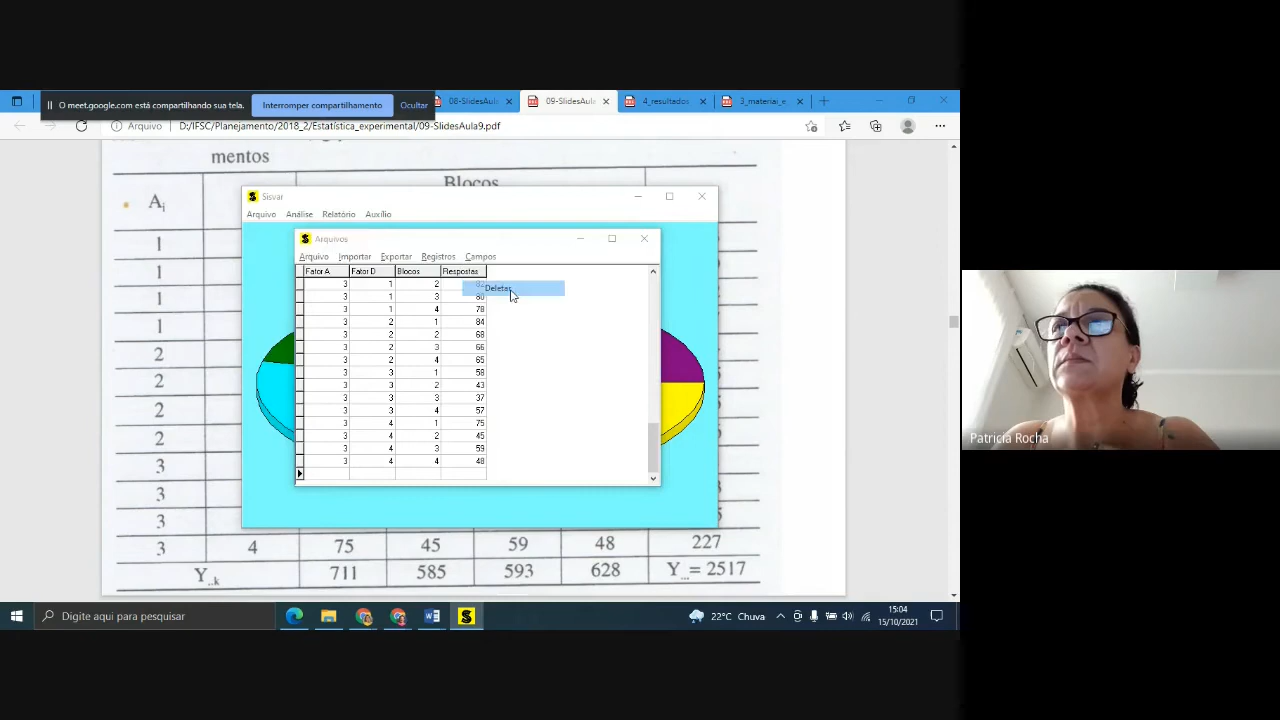 O meet.google.com está compartilhando sua tela.
Interromper compartilhamento
Ocultar
08-SlidesAula
09-SlidesAula
4_resultados
3_material_e
Arquivo
D:/IFSC/Planejamento/2018_2/Estatística_experimental/09-SlidesAula9.pdf
mentos
Blocos
Ai
1
1
1
1
2
2
2
2
3
3
3
3 4 75 45 59 48 227
Y..k 711 585 593 628 Y... = 2517
Sisvar
Arquivo Análise Relatório Auxílio
Arquivos
Arquivo Importar Exportar Registros Campos
Fator A Fator D Blocos Respostas
3 1 2
Deletar
3 1 3 80
3 1 4 78
3 2 1 84
3 2 2 68
3 2 3 66
3 2 4 65
3 3 1 58
3 3 2 43
3 3 3 37
3 3 4 57
3 4 1 75
3 4 2 45
3 4 3 59
3 4 4 48
Patricia Rocha
Digite aqui para pesquisar
22°C Chuva
15:04
15/10/2021